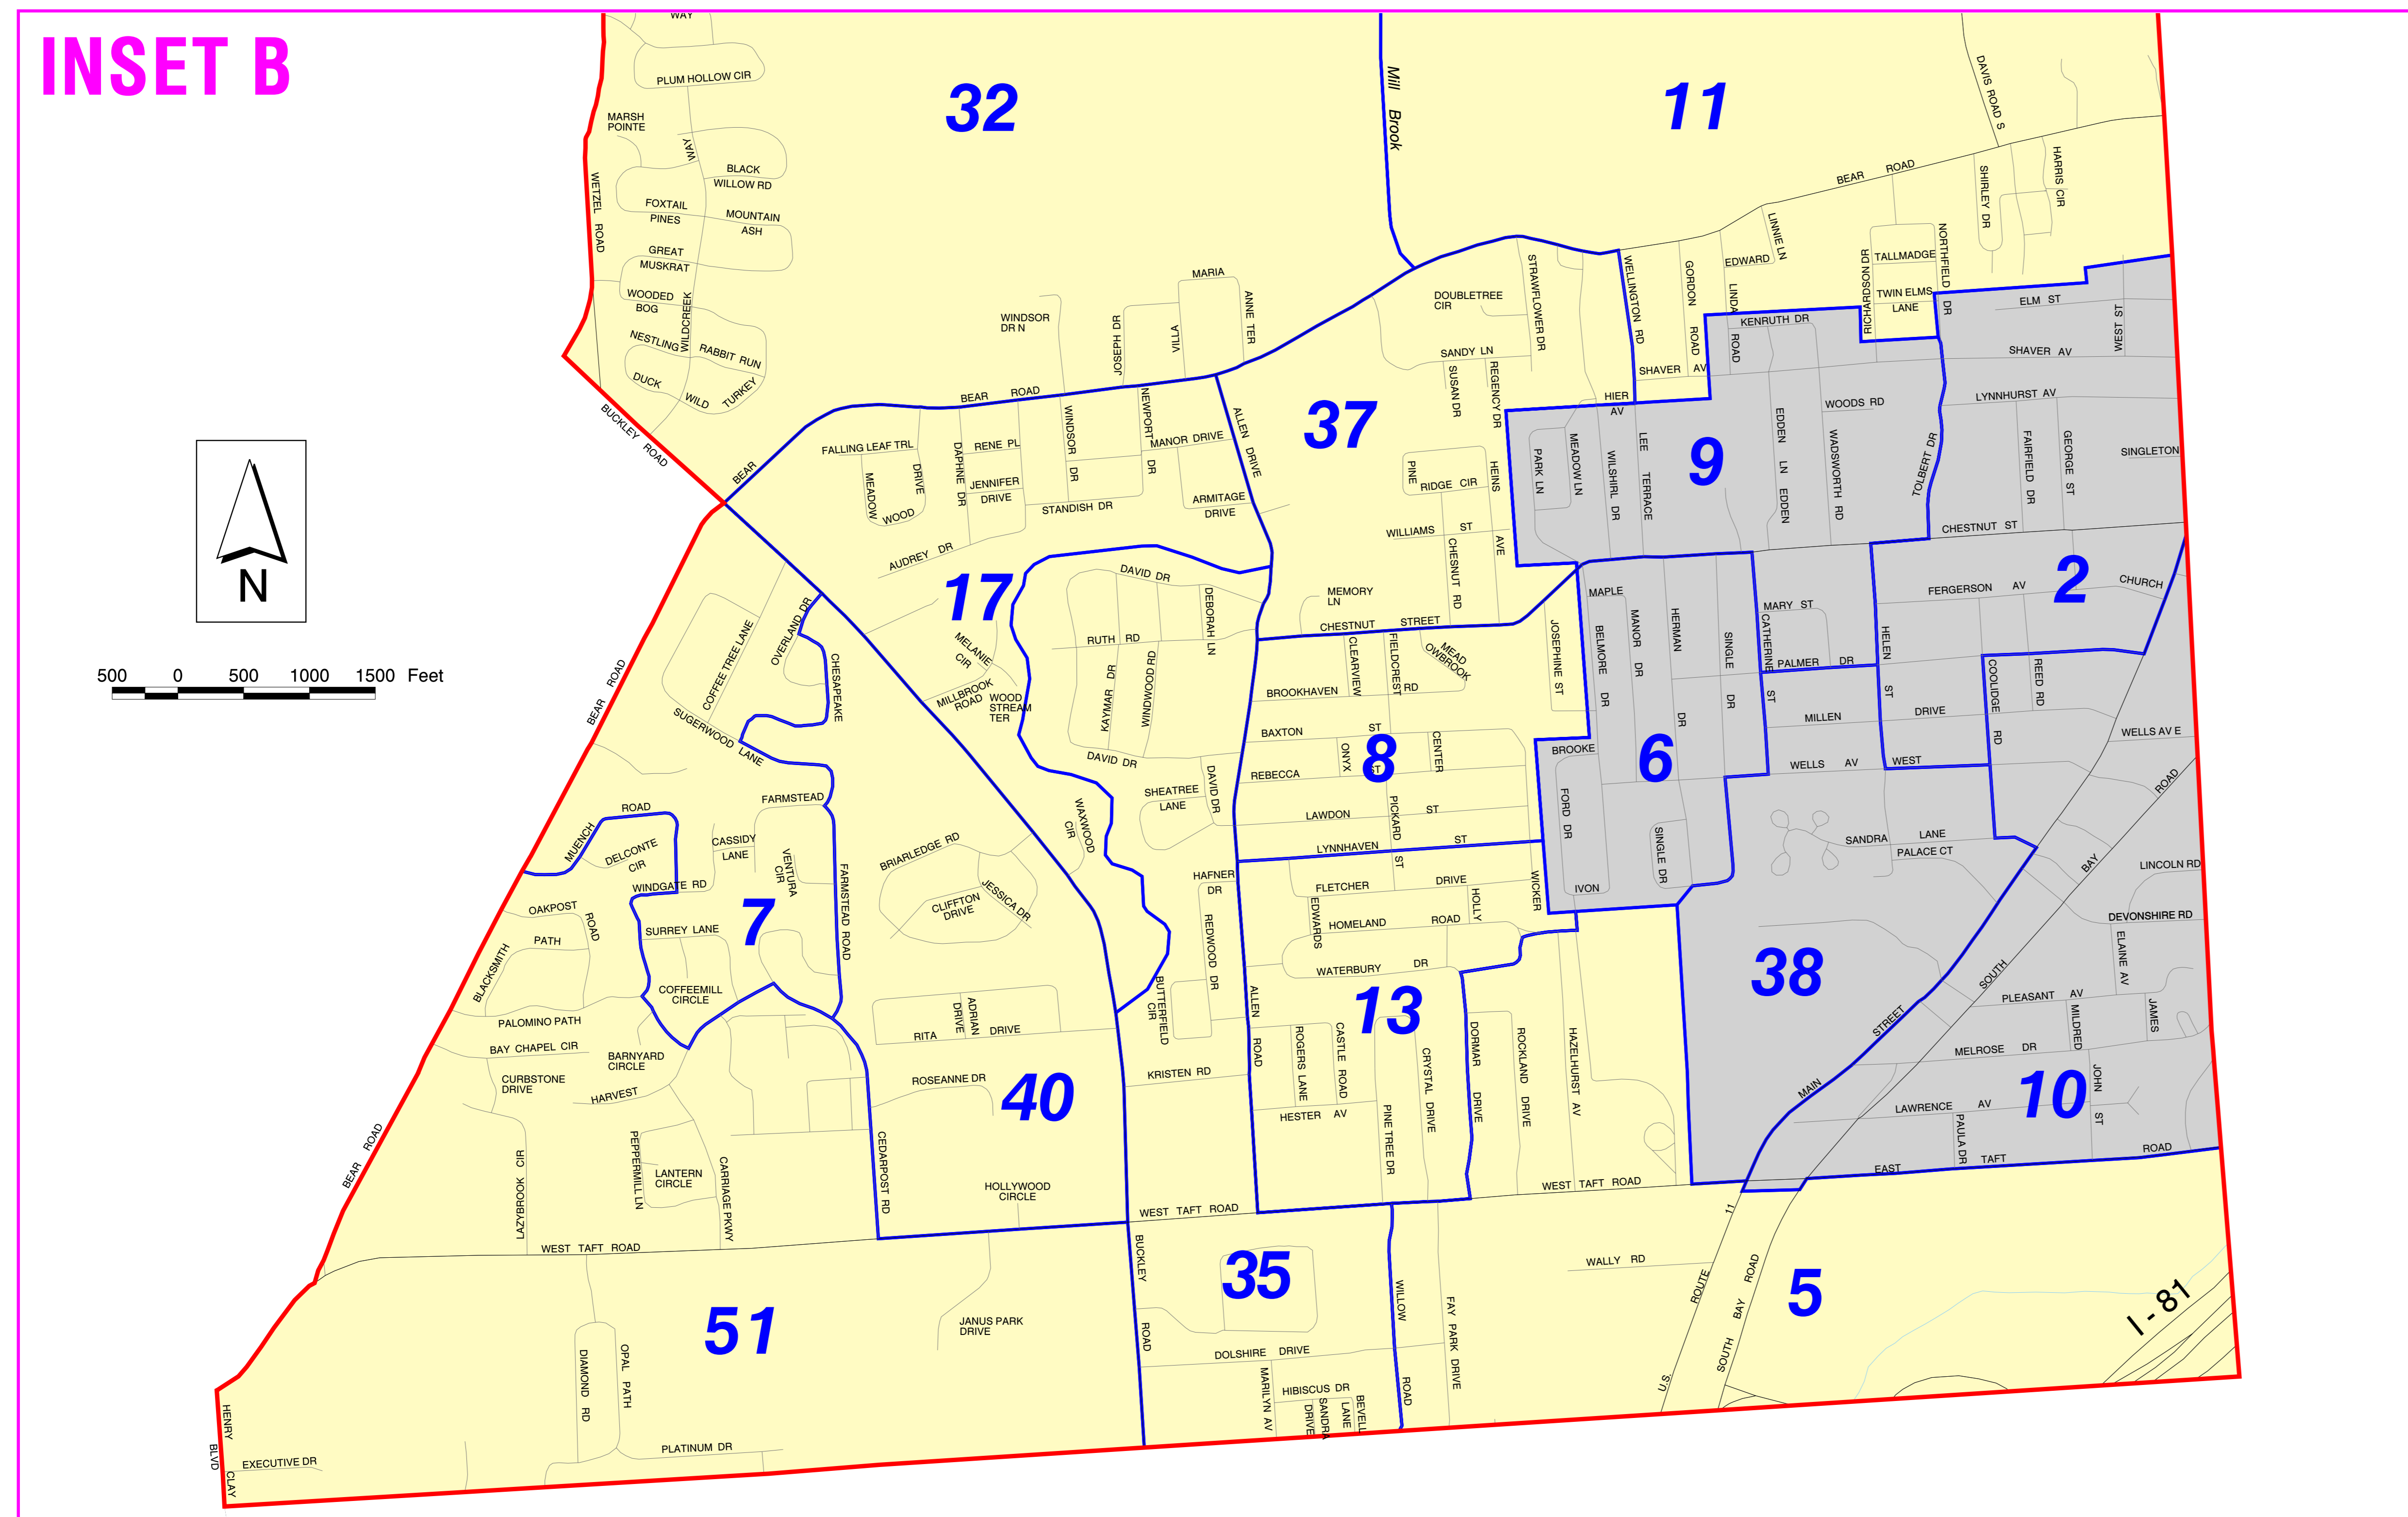 INSET B
WAY
PLUM HOLLOW CIR
MARSH
POINTE
WAY
BLACK
WILLOW RD
WETZEL ROAD
FOXTAIL
PINES
MOUNTAIN
ASH
GREAT
MUSKRAT
WOODED
BOG
WILDCREEK
NESTLING
RABBIT RUN
DUCK
WILD
TURKEY
BUCKLEY ROAD
32
Mill Brook
11
DAVIS ROAD S
BEAR ROAD
SHIRLEY DR
HARRIS CIR
LINNIE LN
EDWARD
GORDON ROAD
LINDA ROAD
WELLINGTON RD
RICHARDSON DR
TALLMADGE
NORTHFIELD DR
TWIN ELMS
LANE
KENRUTH DR
ELM ST
WEST ST
SHAVER AV
SHAVER AV
LYNNHURST AV
MARIA
ANNE TER
VILLA
JOSEPH DR
WINDSOR
DR N
DOUBLETREE
CIR
STRAWFLOWER DR
SANDY LN
SUSAN DR
REGENCY DR
HIER
AV
37
9
BEAR ROAD
BEAR
FALLING LEAF TRL
MEADOW
WOOD
DRIVE
DAPHNE DR
RENE PL
JENNIFER
DRIVE
WINDSOR DR
NEWPORT DR
MANOR DRIVE
ALLEN DRIVE
STANDISH DR
ARMITAGE
DRIVE
AUDREY DR
PINE
RIDGE CIR
HEINS AVE
WILLIAMS ST
CHESNUT RD
PARK LN
MEADOW LN
WILSHIRL DR
LEE TERRACE
EDDEN LN
EDDEN
WOODS RD
WADSWORTH RD
TOLBERT DR
FAIRFIELD DR
GEORGE ST
SINGLETON
CHESTNUT ST
N
500 0 500 1000 1500 Feet
17
DAVID DR
DEBORAH LN
RUTH RD
KAYMAR DR
WINDWOOD RD
DAVID DR
DAVID DR
MELANIE
CIR
MILLBROOK
ROAD
WOOD
STREAM
TER
OVERLAND DR
COFFEE TREE LANE
CHESAPEAKE
SUGERWOOD LANE
BEAR ROAD
MEMORY
LN
CHESTNUT STREET
CLEARVIEW
FIELDCREST
MEAD
OWBROOK
BROOKHAVEN RD
JOSEPHINE ST
MAPLE
BELMORE DR
MANOR DR
HERMAN DR
SINGLE DR
CATHERINE ST
MARY ST
PALMER DR
HELEN ST
FERGERSON AV
CHURCH
2
COOLIDGE RD
REED RD
MILLEN DRIVE
WELLS AV WEST
WELLS AV E
BAXTON ST
ONYX
CENTER
8
REBECCA ST
LAWDON ST
PICKARD ST
LYNNHAVEN ST
BROOKE
6
FORD DR
SINGLE DR
IVON
SANDRA LANE
PALACE CT
SOUTH BAY ROAD
LINCOLN RD
DEVONSHIRE RD
SHEATREE
LANE
WAXWOOD
CIR
MUENCH ROAD
DELCONTE
CIR
WINDGATE RD
FARMSTEAD
CASSIDY
LANE
VENTURA
CIR
FARMSTEAD ROAD
BRIARLEDGE RD
CLIFFTON
DRIVE
JESSICA DR
HAFNER
DR
REDWOOD DR
OAKPOST ROAD
7
SURREY LANE
BLACKSMITH PATH
COFFEEMILL
CIRCLE
PALOMINO PATH
BUTTERFIELD
CIR
FLETCHER DRIVE
EDWARDS
HOLLY
WICKER
HOMELAND ROAD
WATERBURY DR
13
ALLEN ROAD
ROGERS LANE
CASTLE ROAD
CRYSTAL DRIVE
PINE TREE DR
DORMAR DRIVE
ROCKLAND DRIVE
HAZELHURST AV
38
MAIN STREET
ELAINE AV
PLEASANT AV
MILDRED
JAMES
MELROSE DR
10
JOHN ST
LAWRENCE AV
PAULA DR
EAST TAFT ROAD
BAY CHAPEL CIR
BARNYARD
CIRCLE
CURBSTONE
DRIVE
HARVEST
BEAR ROAD
LAZYBROOK CIR
PEPPERMILL LN
LANTERN
CIRCLE
CARRIAGE PKWY
RITA DRIVE
ADRIAN
DRIVE
ROSEANNE DR
40
CEDARPOST RD
HOLLYWOOD
CIRCLE
KRISTEN RD
HESTER AV
WEST TAFT ROAD
WEST TAFT ROAD
WEST TAFT ROAD
51
JANUS PARK
DRIVE
DIAMOND RD
OPAL PATH
PLATINUM DR
HENRY CLAY
BLVD
EXECUTIVE DR
BUCKLEY ROAD
35
DOLSHIRE DRIVE
MARILYN AV
HIBISCUS DR
SANDRA
DRIVE
BEVELL
LANE
WILLOW ROAD
FAY PARK DRIVE
WALLY RD
U.S. ROUTE 11
SOUTH BAY ROAD
5
I-81